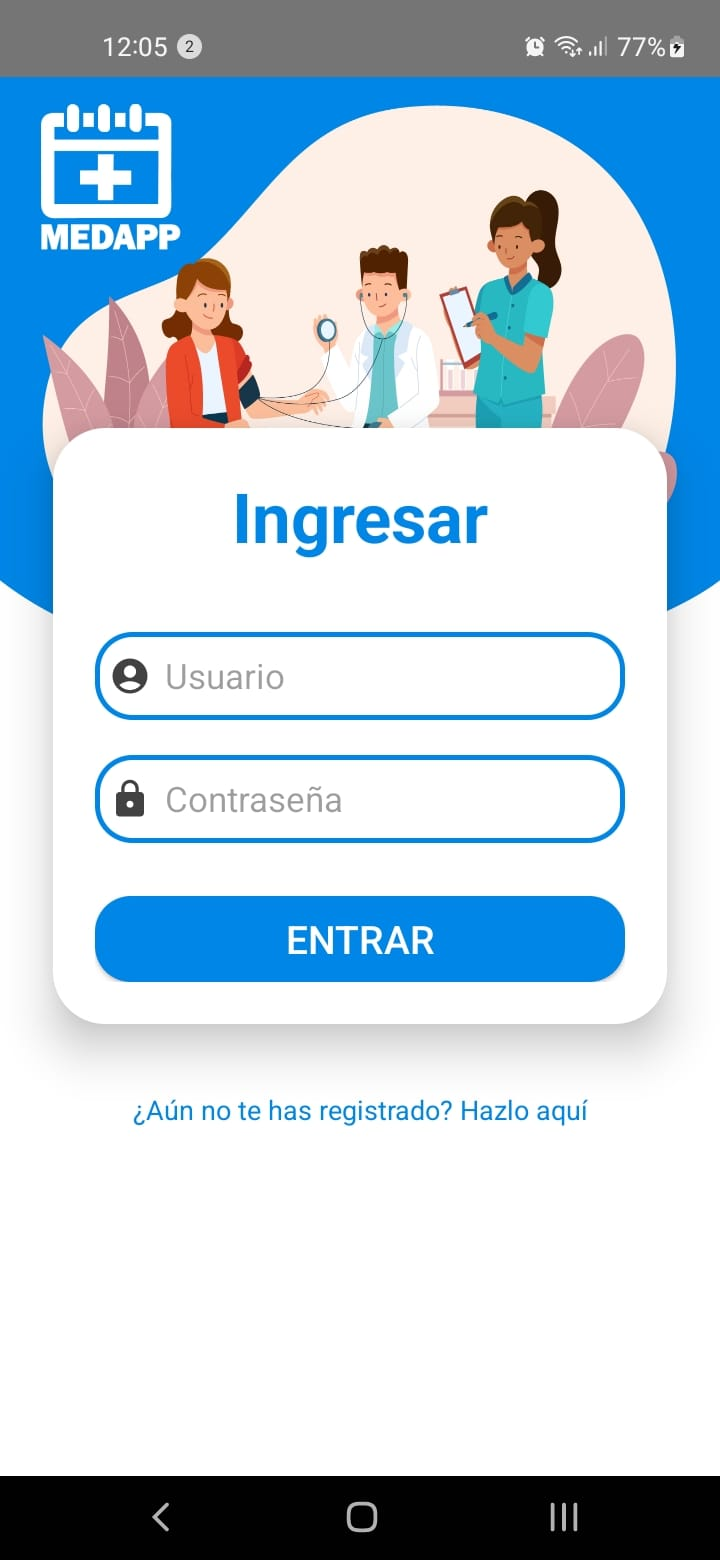 12:05 2 77%
MEDAPP
Ingresar
Usuario
Contraseña
ENTRAR
¿Aún no te has registrado? Hazlo aquí